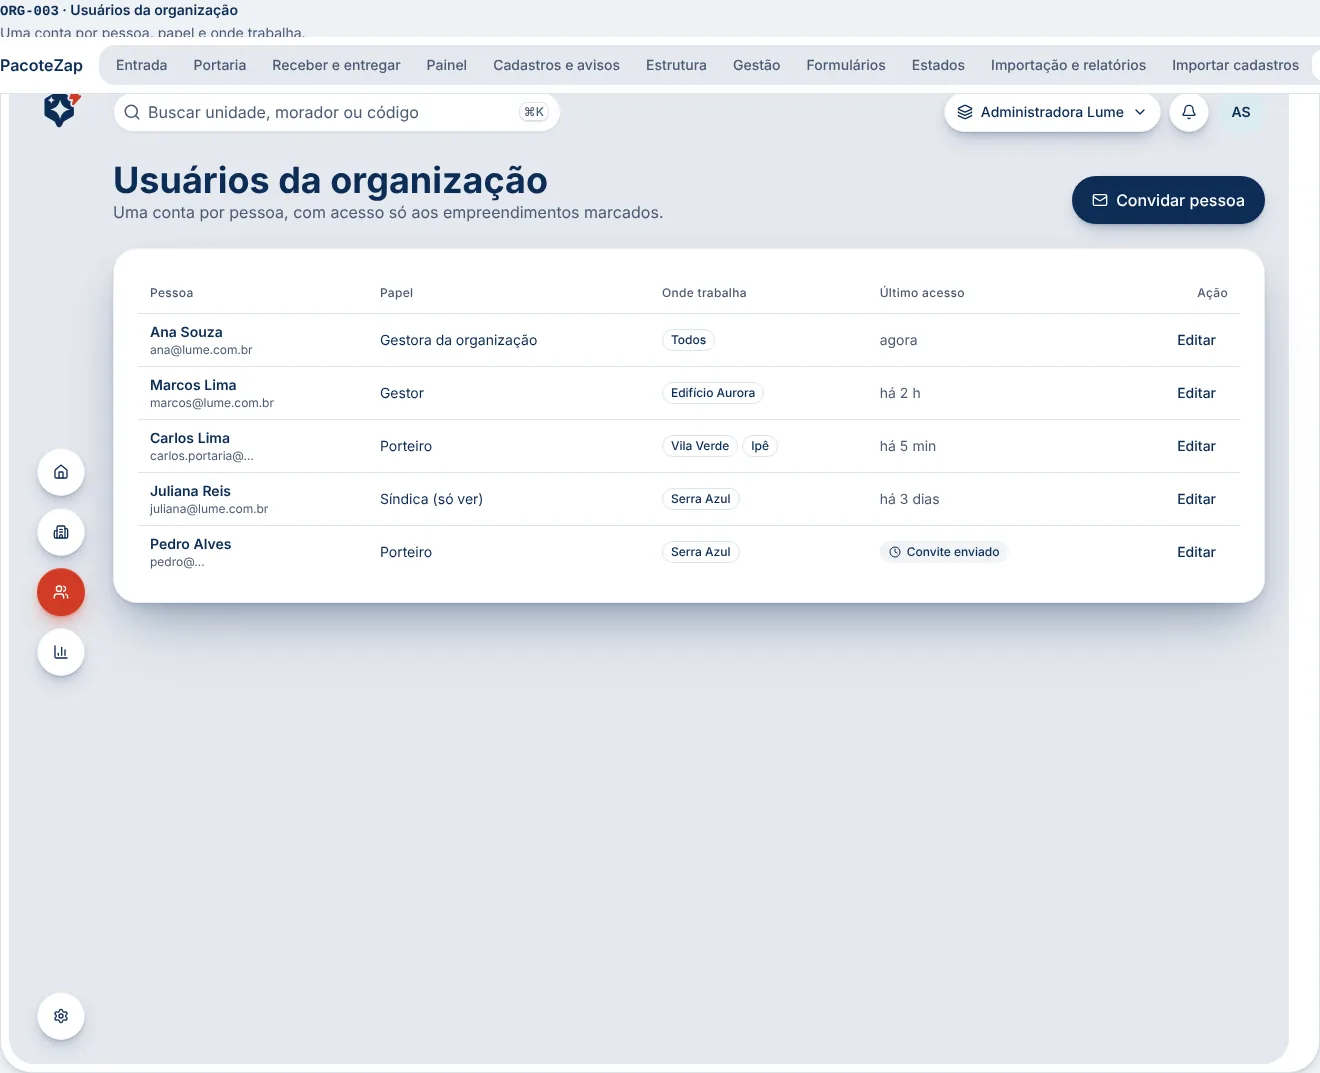 ORG-003 · Usuários da organização
Uma conta por pessoa, papel e onde trabalha.
PacoteZap
Entrada
Portaria
Receber e entregar
Painel
Cadastros e avisos
Estrutura
Gestão
Formulários
Estados
Importação e relatórios
Importar cadastros
Buscar unidade, morador ou código
⌘K
Administradora Lume
AS
Usuários da organização
Uma conta por pessoa, com acesso só aos empreendimentos marcados.
Convidar pessoa
Pessoa Papel Onde trabalha Último acesso Ação
Ana Souza
ana@lume.com.br
Gestora da organização
Todos
agora
Editar
Marcos Lima
marcos@lume.com.br
Gestor
Edifício Aurora
há 2 h
Editar
Carlos Lima
carlos.portaria@...
Porteiro
Vila Verde
Ipê
há 5 min
Editar
Juliana Reis
juliana@lume.com.br
Síndica (só ver)
Serra Azul
há 3 dias
Editar
Pedro Alves
pedro@...
Porteiro
Serra Azul
Convite enviado
Editar